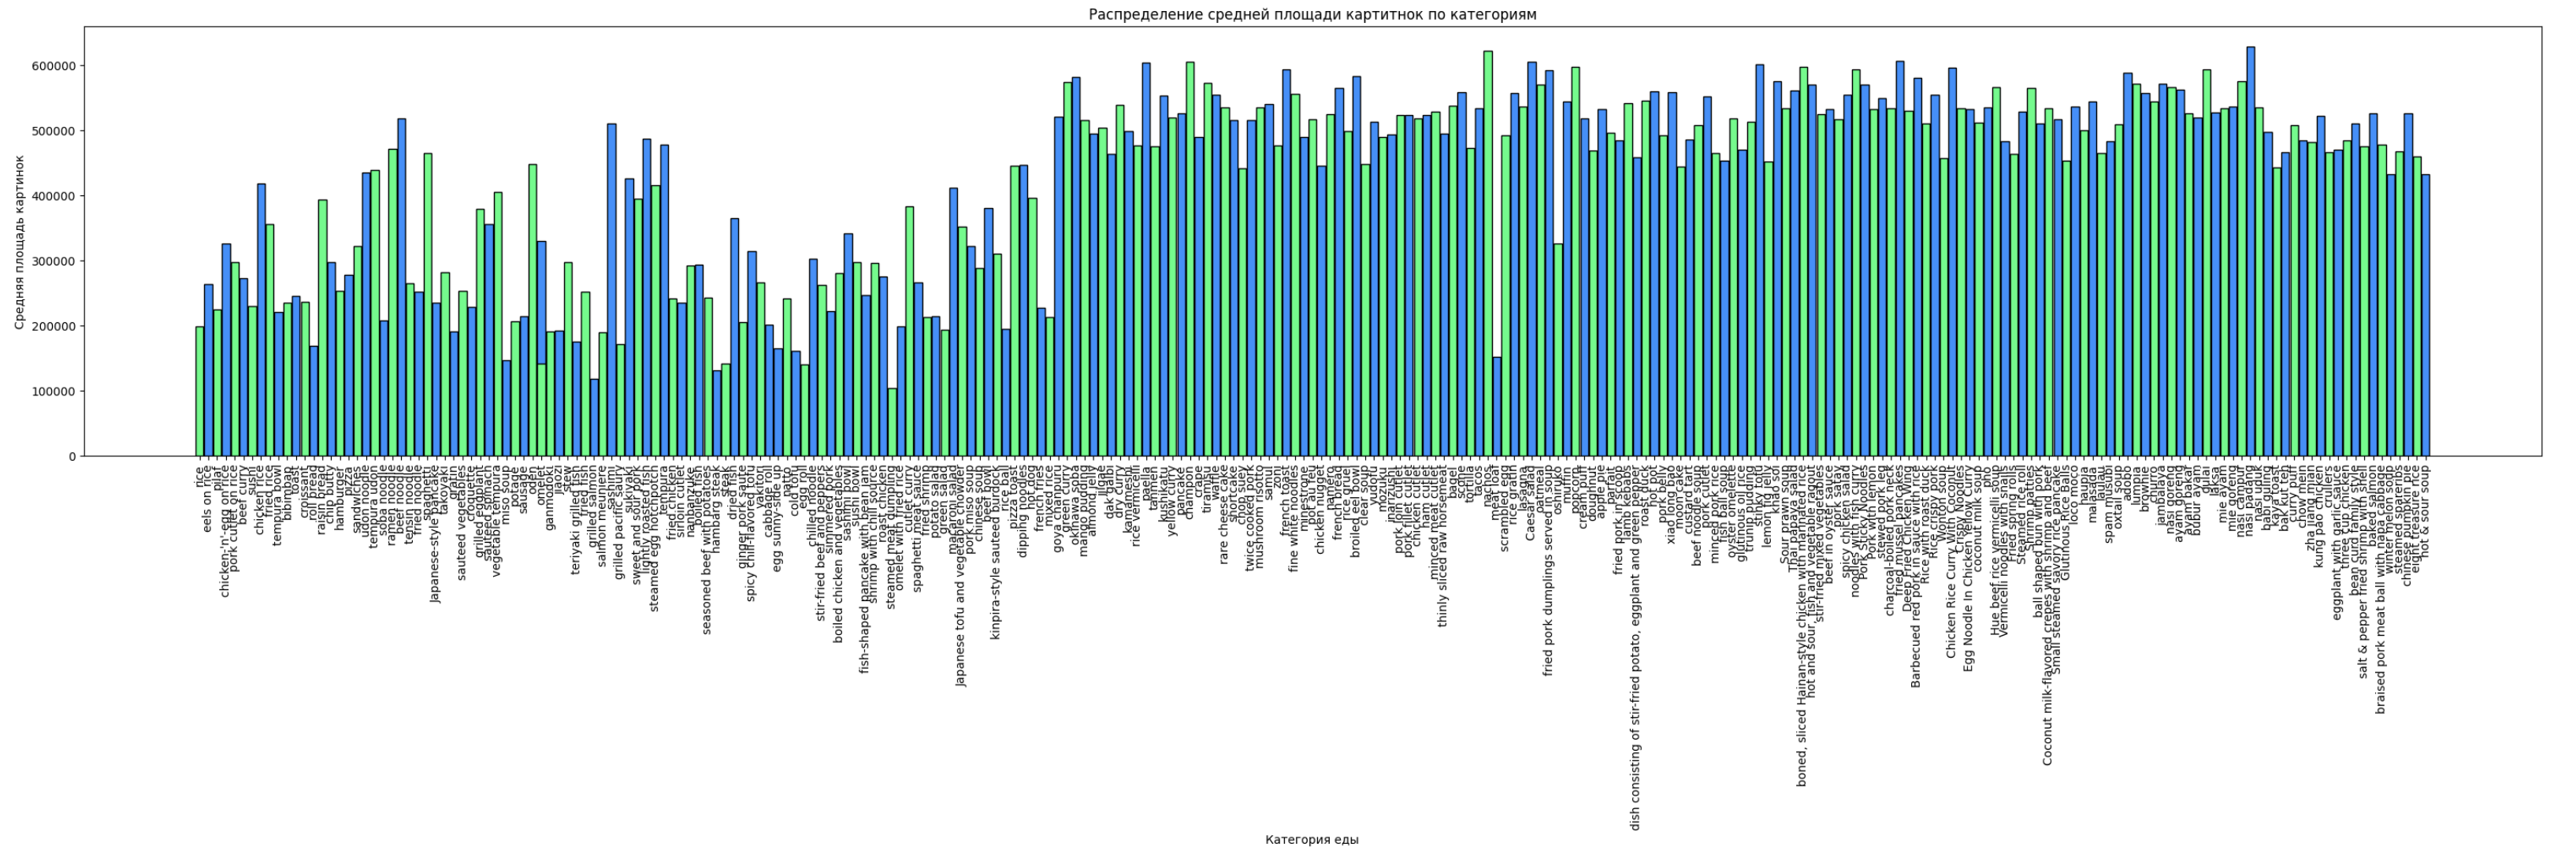 Распределение средней площади картитнок по категориям
Средняя площадь картинок
600000
500000
400000
300000
200000
100000
0
rice
eels on rice
pilaf
chicken-'n'-egg on rice
pork cutlet on rice
beef curry
sushi
chicken rice
fried rice
tempura bowl
bibimbap
toast
croissant
roll bread
raisin bread
chip butty
hamburger
pizza
sandwiches
udon noodle
tempura udon
soba noodle
ramen noodle
beef noodle
tensin noodle
fried noodle
spaghetti
Japanese-style pancake
takoyaki
gratin
sauteed vegetables
croquette
grilled eggplant
sauteed spinach
vegetable tempura
miso soup
potage
sausage
oden
omelet
ganmodoki
jiaozi
stew
teriyaki grilled fish
fried fish
grilled salmon
salmon meuniere
sashimi
grilled pacific saury
sukiyaki
sweet and sour pork
lightly roasted fish
steamed egg hotchpotch
tempura
fried chicken
sirloin cutlet
nanbanzuke
boiled fish
seasoned beef with potatoes
hambarg steak
steak
dried fish
ginger pork saute
spicy chili-flavored tofu
yakitori
cabbage roll
egg sunny-side up
natto
cold tofu
egg roll
chilled noodle
stir-fried beef and peppers
simmered pork
boiled chicken and vegetables
sashimi bowl
sushi bowl
fish-shaped pancake with bean jam
shrimp with chill source
roast chicken
steamed meat dumpling
omelet with fried rice
cutlet curry
spaghetti meat sauce
fried shrimp
potato salad
green salad
macaroni salad
Japanese tofu and vegetable chowder
pork miso soup
chinese soup
beef bowl
kinpira-style sauteed burdock
rice ball
pizza toast
dipping noodles
hot dog
french fries
mixed rice
goya chanpuru
green curry
okinawa soba
mango pudding
almond jelly
jjigae
dak galbi
dry curry
kamameshi
rice vermicelli
paella
tanmen
kushikatu
yellow curry
pancake
champon
crape
tiramisu
waffle
rare cheese cake
shortcake
chop suey
twice cooked pork
mushroom risotto
samul
zoni
french toast
fine white noodles
minestrone
pot au feu
chicken nugget
namero
french bread
rice gruel
broiled eel bowl
clear soup
yudofu
mozuku
inarizushi
pork loin cutlet
pork fillet cutlet
chicken cutlet
ham cutlet
minced meat cutlet
thinly sliced raw horsemeat
bagel
scone
tortilla
tacos
nachos
meat loaf
scrambled egg
rice gratin
lasagna
Caesar salad
oatmeal
fried pork dumplings served in soup
oshiruko
muffin
popcorn
cream puff
doughnut
apple pie
parfait
fried pork in scoop
lamb kebabs
dish consisting of stir-fried potato, eggplant and green pepper
roast duck
hot pot
pork belly
xiao long bao
moon cake
custard tart
beef noodle soup
pork cutlet
minced pork rice
fish ball soup
oyster omelette
glutinous oil rice
trunip pudding
stinky tofu
lemon fig jelly
khao soi
Sour prawn soup
Thai papaya salad
boned, sliced Hainan-style chicken with marinated rice
hot and sour, fish and vegetable ragout
stir-fried mixed vegetables
beef in oyster sauce
pork satay
spicy chicken salad
noodles with fish curry
Pork Sticky Noodles
Pork with lemon
stewed pork leg
charcoal-boiled pork neck
fried mussel pancakes
Deep Fried Chicken Wing
Barbecued red pork in sauce with rice
Rice with roast duck
Rice crispy pork
Wonton soup
Chicken Rice Curry With Coconut
Crispy Noodles
Egg Noodle In Chicken Yellow Curry
coconut milk soup
pho
Hue beef rice vermicelli soup
Vermicelli noodles with snails
Fried spring rolls
Steamed rice roll
Shrimp patties
ball shaped bun with pork
Coconut milk-flavored crepes with shrimp and beef
Small steamed savory rice pancake
Glutinous Rice Balls
loco moco
haupia
malasada
laulau
spam musubi
oxtail soup
adobo
lumpia
brownie
churro
jambalaya
nasi goreng
ayam goreng
ayam bakar
bubur ayam
gulai
laksa
mie ayam
mie goreng
nasi campur
nasi padang
nasi uduk
babi guling
kaya toast
bak kut teh
curry puff
chow mein
zha jiang mian
kung pao chicken
crullers
eggplant with garlic sauce
three cup chicken
bean curd family style
salt & pepper fried shrimp with shell
baked salmon
braised pork meat ball with napa cabbage
winter melon soup
steamed spareribs
chinese pumpkin pie
eight treasure rice
hot & sour soup
Категория еды